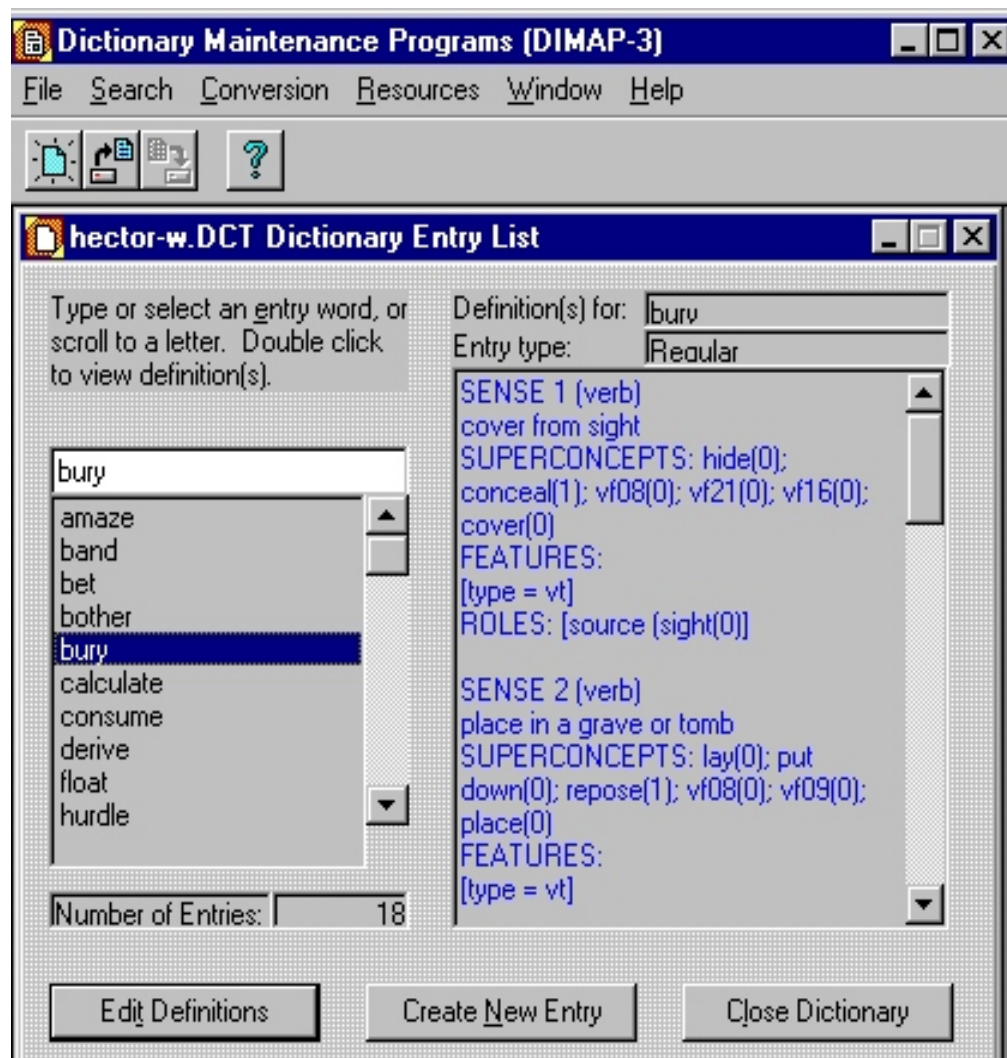 Dictionary Maintenance Programs (DIMAP-3)
File Search Conversion Resources Window Help
hector-w.DCT Dictionary Entry List
Type or select an entry word, or
scroll to a letter. Double click
to view definition(s).
bury
amaze
band
bet
bother
bury
calculate
consume
derive
float
hurdle
Number of Entries: 18
Definition(s) for: bury
Entry type: Regular
SENSE 1 (verb)
cover from sight
SUPERCONCEPTS: hide(0);
conceal(1); vf08(0); vf21(0); vf16(0);
cover(0)
FEATURES:
[type = vt]
ROLES: [source (sight(0)]
SENSE 2 (verb)
place in a grave or tomb
SUPERCONCEPTS: lay(0); put
down(0); repose(1); vf08(0); vf09(0);
place(0)
FEATURES:
[type = vt]
Edit Definitions
Create New Entry
Close Dictionary